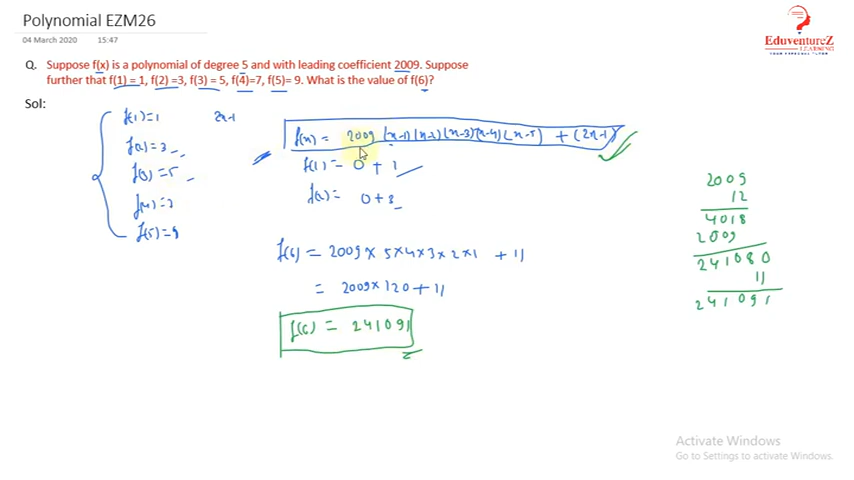 Polynomial EZM26
04 March 2020 15:47
EduventureZ
LEARNING
Q. Suppose f(x) is a polynomial of degree 5 and with leading coefficient 2009. Suppose
further that f(1) = 1, f(2) =3, f(3) = 5, f(4)=7, f(5)= 9. What is the value of f(6)?
Sol:
f(1)=1 2x-1
f(2)=3
f(3)=5
f(4)=7
f(5)=9
f(x) = 2009 (x-1)(x-2)(x-3)(x-4)(x-5) + (2x-1)
f(1) = 0 + 1
f(2) = 0+3
f(6) = 2009 × 5×4×3×2×1 + 11
= 2009×120+11
f(6) = 241091
2009
12
4018
2009
241080
11
241091
Activate Windows
Go to Settings to activate Windows.